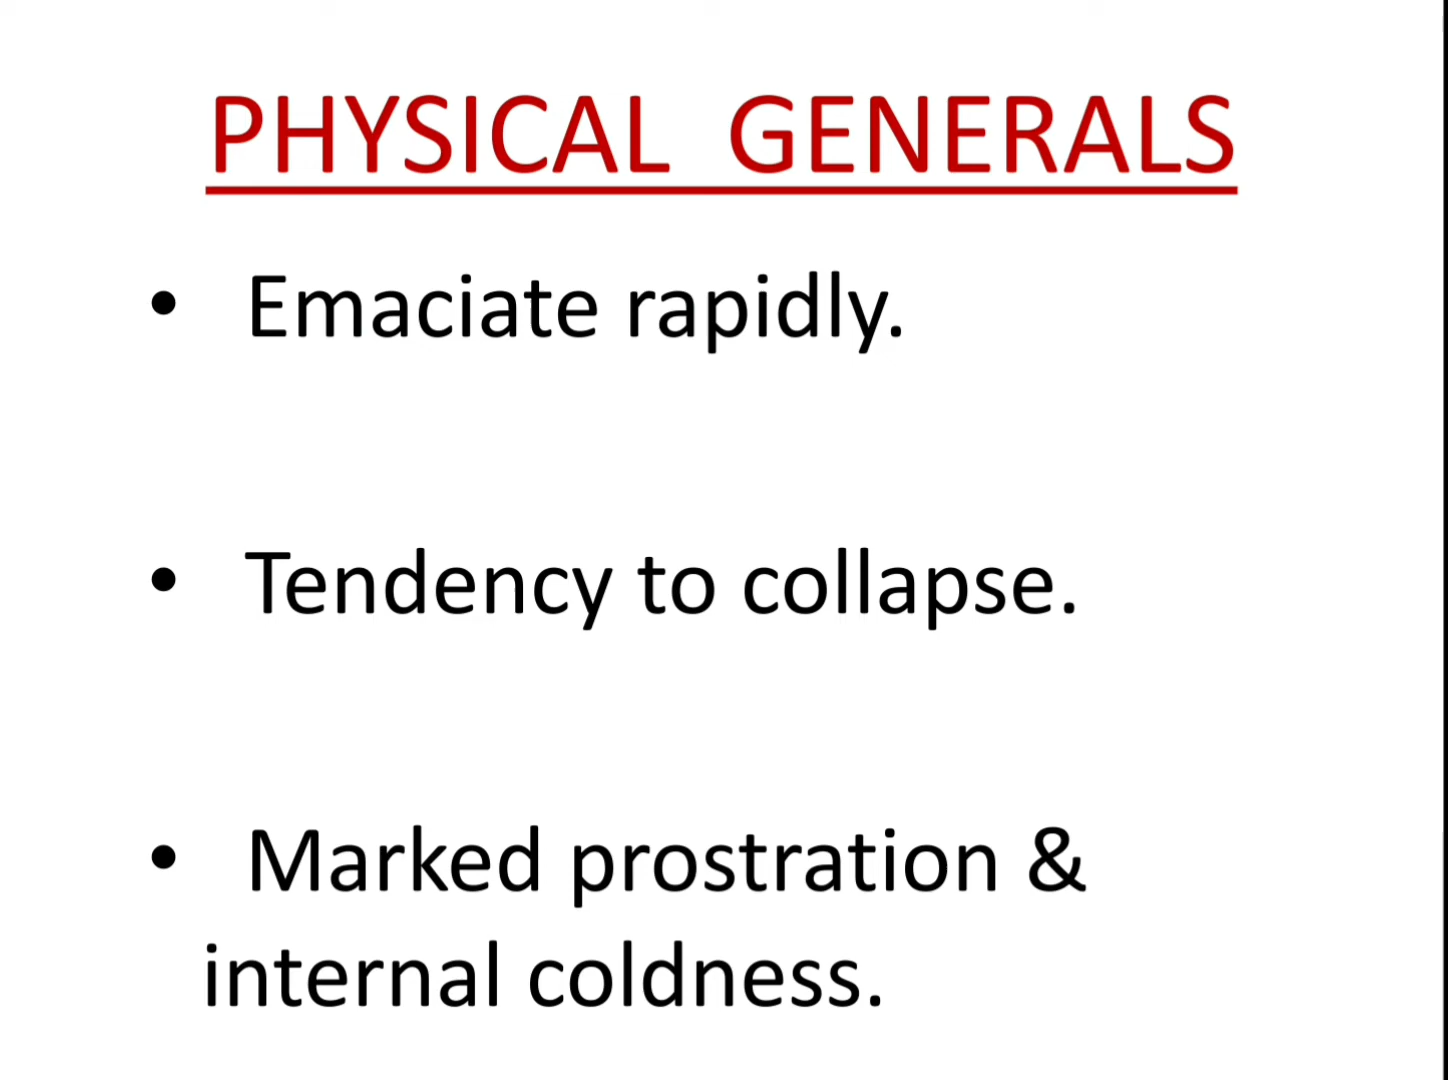 PHYSICAL GENERALS
• Emaciate rapidly.
• Tendency to collapse.
• Marked prostration &
internal coldness.